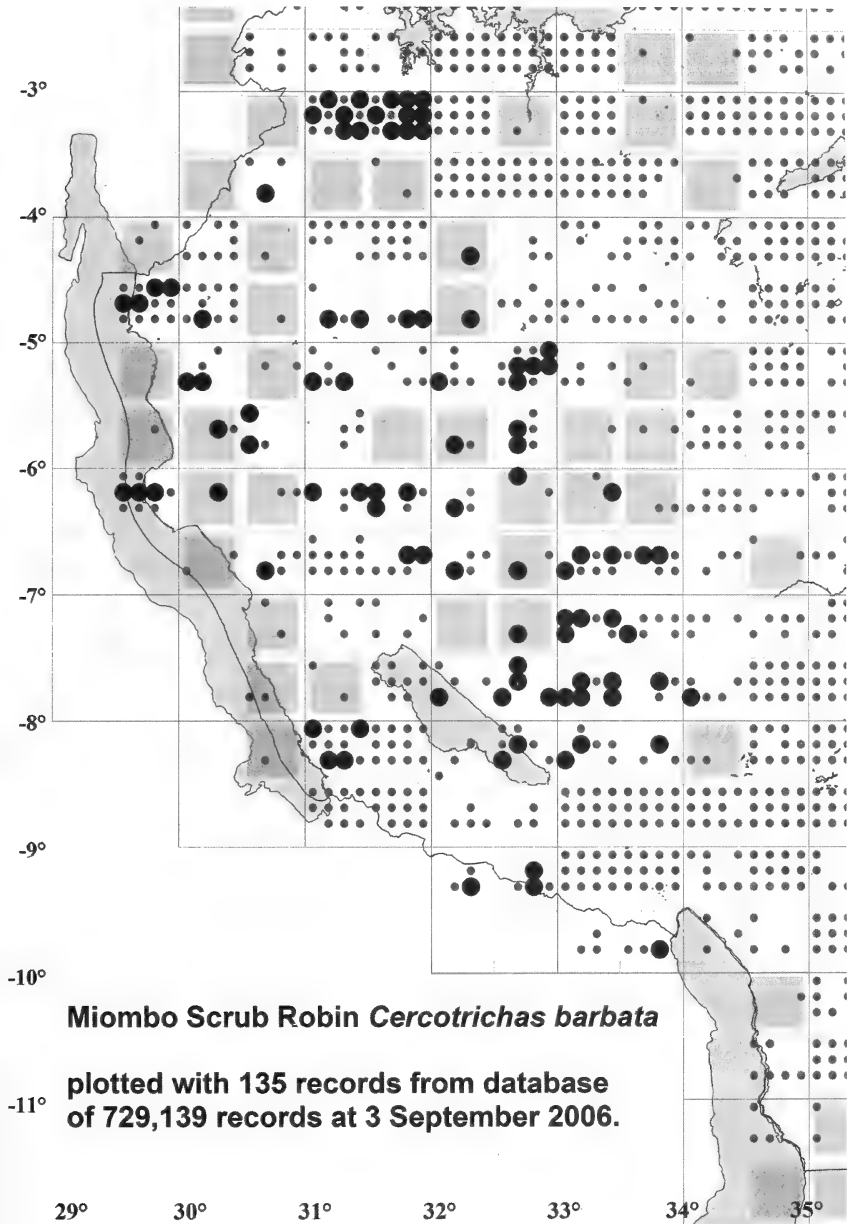 -3°
-4°
-5°
-6°
-7°
-8°
-9°
-10°
Miombo Scrub Robin Cercotrichas barbata
plotted with 135 records from database
-11° of 729,139 records at 3 September 2006.
29° 30° 31° 32° 33° 34° 35°